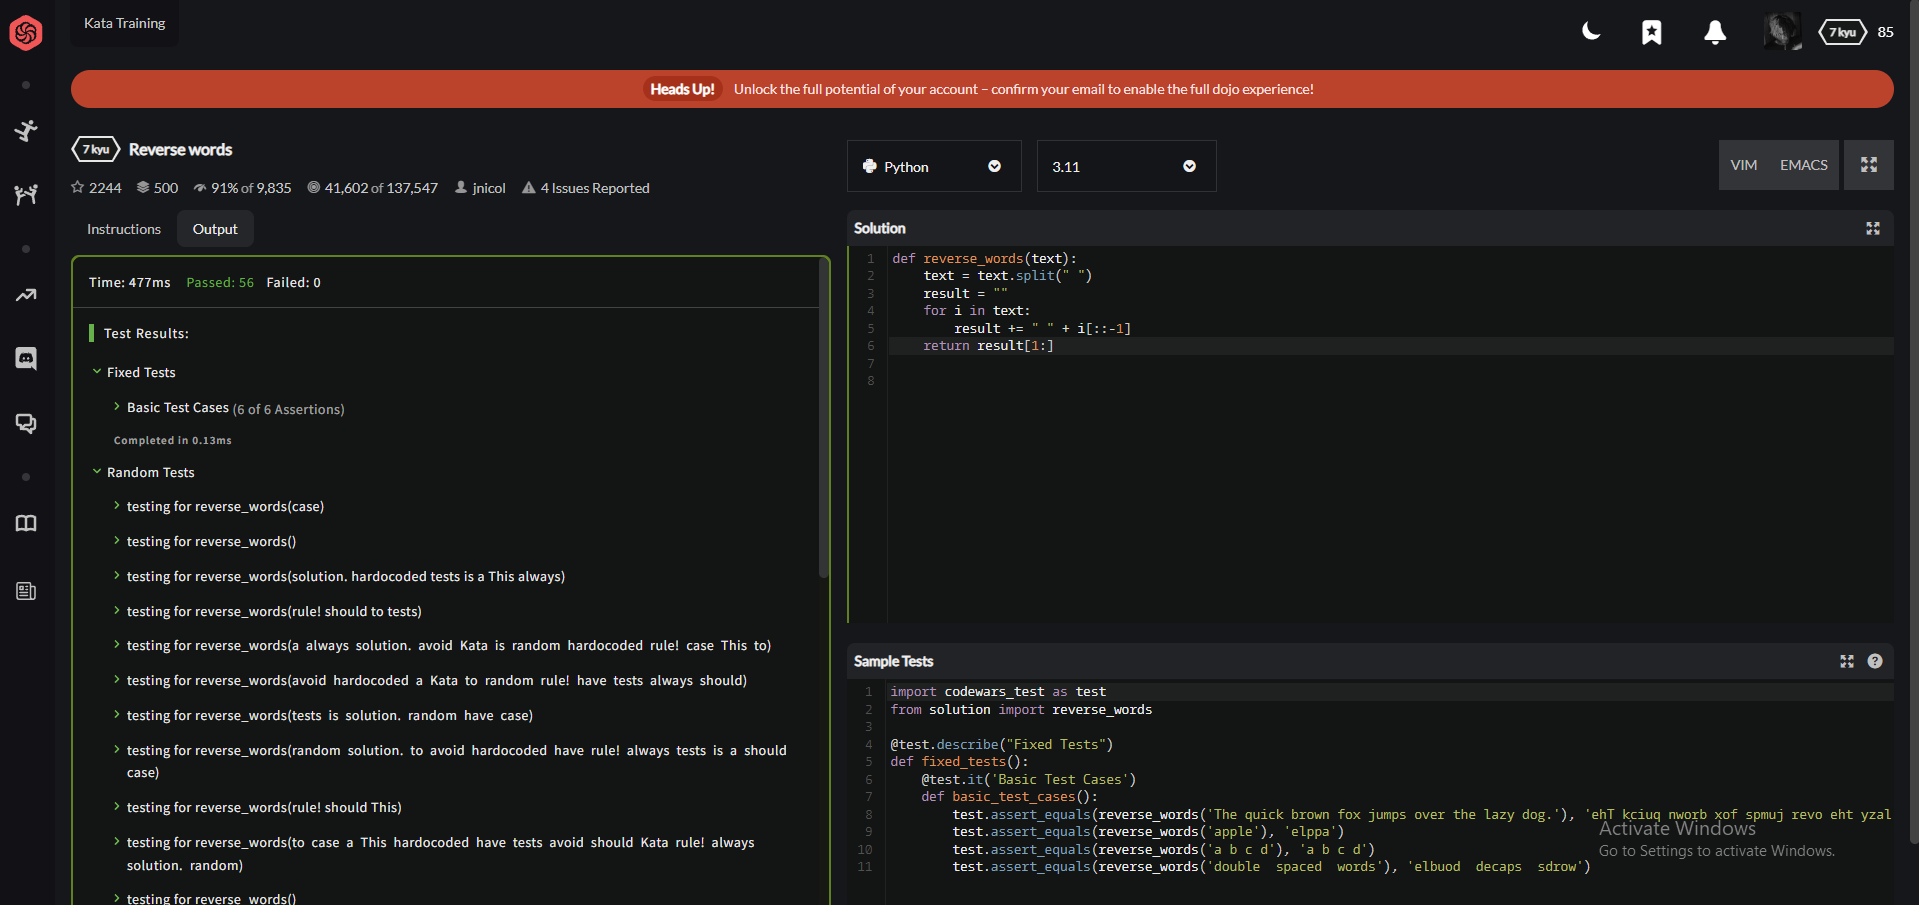 Kata Training
7 kyu 85
Heads Up! Unlock the full potential of your account – confirm your email to enable the full dojo experience!
7 kyu Reverse words
2244 500 91% of 9,835 41,602 of 137,547 jnicol 4 Issues Reported
Instructions Output
Time: 477ms Passed: 56 Failed: 0
Test Results:
Fixed Tests
Basic Test Cases (6 of 6 Assertions)
Completed in 0.13ms
Random Tests
testing for reverse_words(case)
testing for reverse_words()
testing for reverse_words(solution. hardocoded tests is a This always)
testing for reverse_words(rule! should to tests)
testing for reverse_words(a  always  solution.  avoid  Kata  is  random  hardocoded  rule!  case  This  to)
testing for reverse_words(avoid  hardocoded  a  Kata  to  random  rule!  have  tests  always  should)
testing for reverse_words(tests  is  solution.  random  have  case)
testing for reverse_words(random  solution.  to  avoid  hardocoded  have  rule!  always  tests  is  a  should
case)
testing for reverse_words(rule! should This)
testing for reverse_words(to  case  a  This  hardocoded  have  tests  avoid  should  Kata  rule!  always
solution.  random)
testing for reverse_words()
Python 3.11
VIM EMACS
Solution
1 def reverse_words(text):
2     text = text.split(" ")
3     result = ""
4     for i in text:
5         result += " " + i[::-1]
6     return result[1:]
7
8
Sample Tests
1 import codewars_test as test
2 from solution import reverse_words
3
4 @test.describe("Fixed Tests")
5 def fixed_tests():
6     @test.it('Basic Test Cases')
7     def basic_test_cases():
8         test.assert_equals(reverse_words('The quick brown fox jumps over the lazy dog.'), 'ehT kciuq nworb xof spmuj revo eht yzal
9         test.assert_equals(reverse_words('apple'), 'elppa')
10         test.assert_equals(reverse_words('a b c d'), 'a b c d')
11         test.assert_equals(reverse_words('double  spaced  words'), 'elbuod  decaps  sdrow')
Activate Windows
Go to Settings to activate Windows.